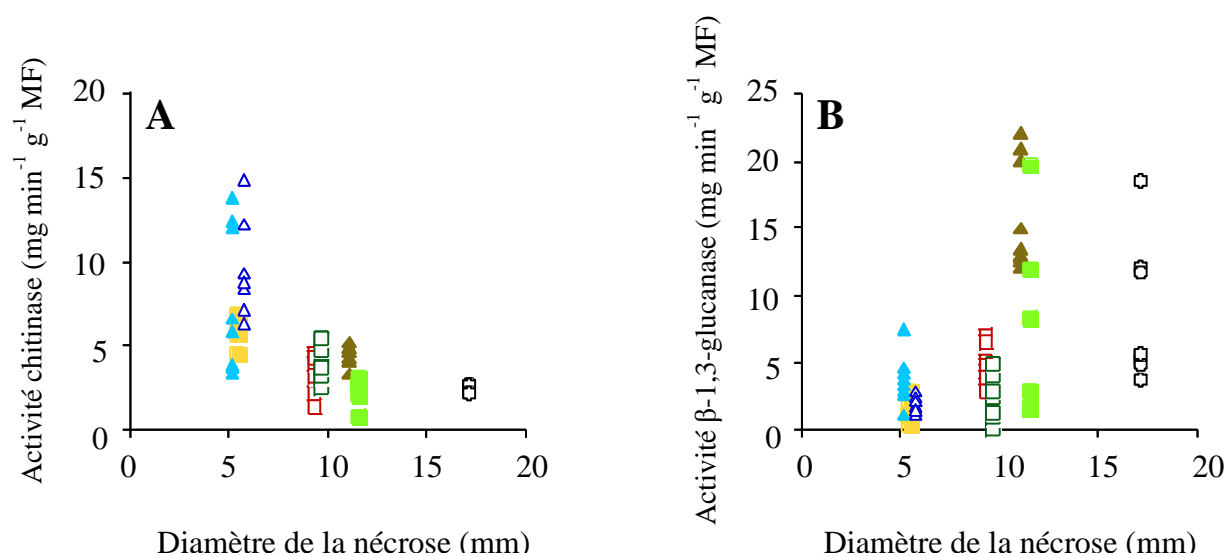 Activité chitinase (mg min⁻¹ g⁻¹ MF)
A
20
15
10
5
0
0 5 10 15 20
Diamètre de la nécrose (mm)
Activité β-1,3-glucanase (mg min⁻¹ g⁻¹ MF)
B
25
20
15
10
5
0
0 5 10 15 20
Diamètre de la nécrose (mm)